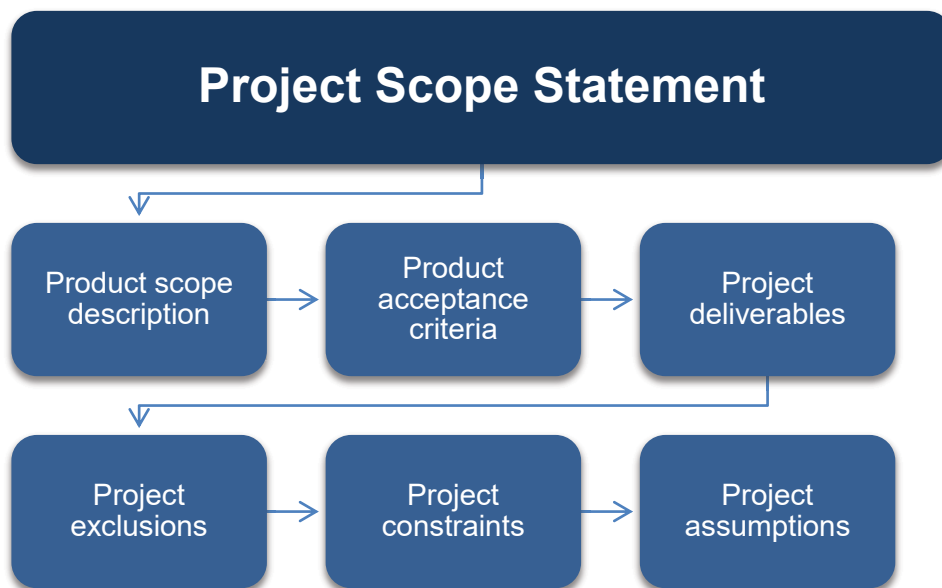 Project Scope Statement
Product scope
description
Product
acceptance
criteria
Project
deliverables
Project
exclusions
Project
constraints
Project
assumptions